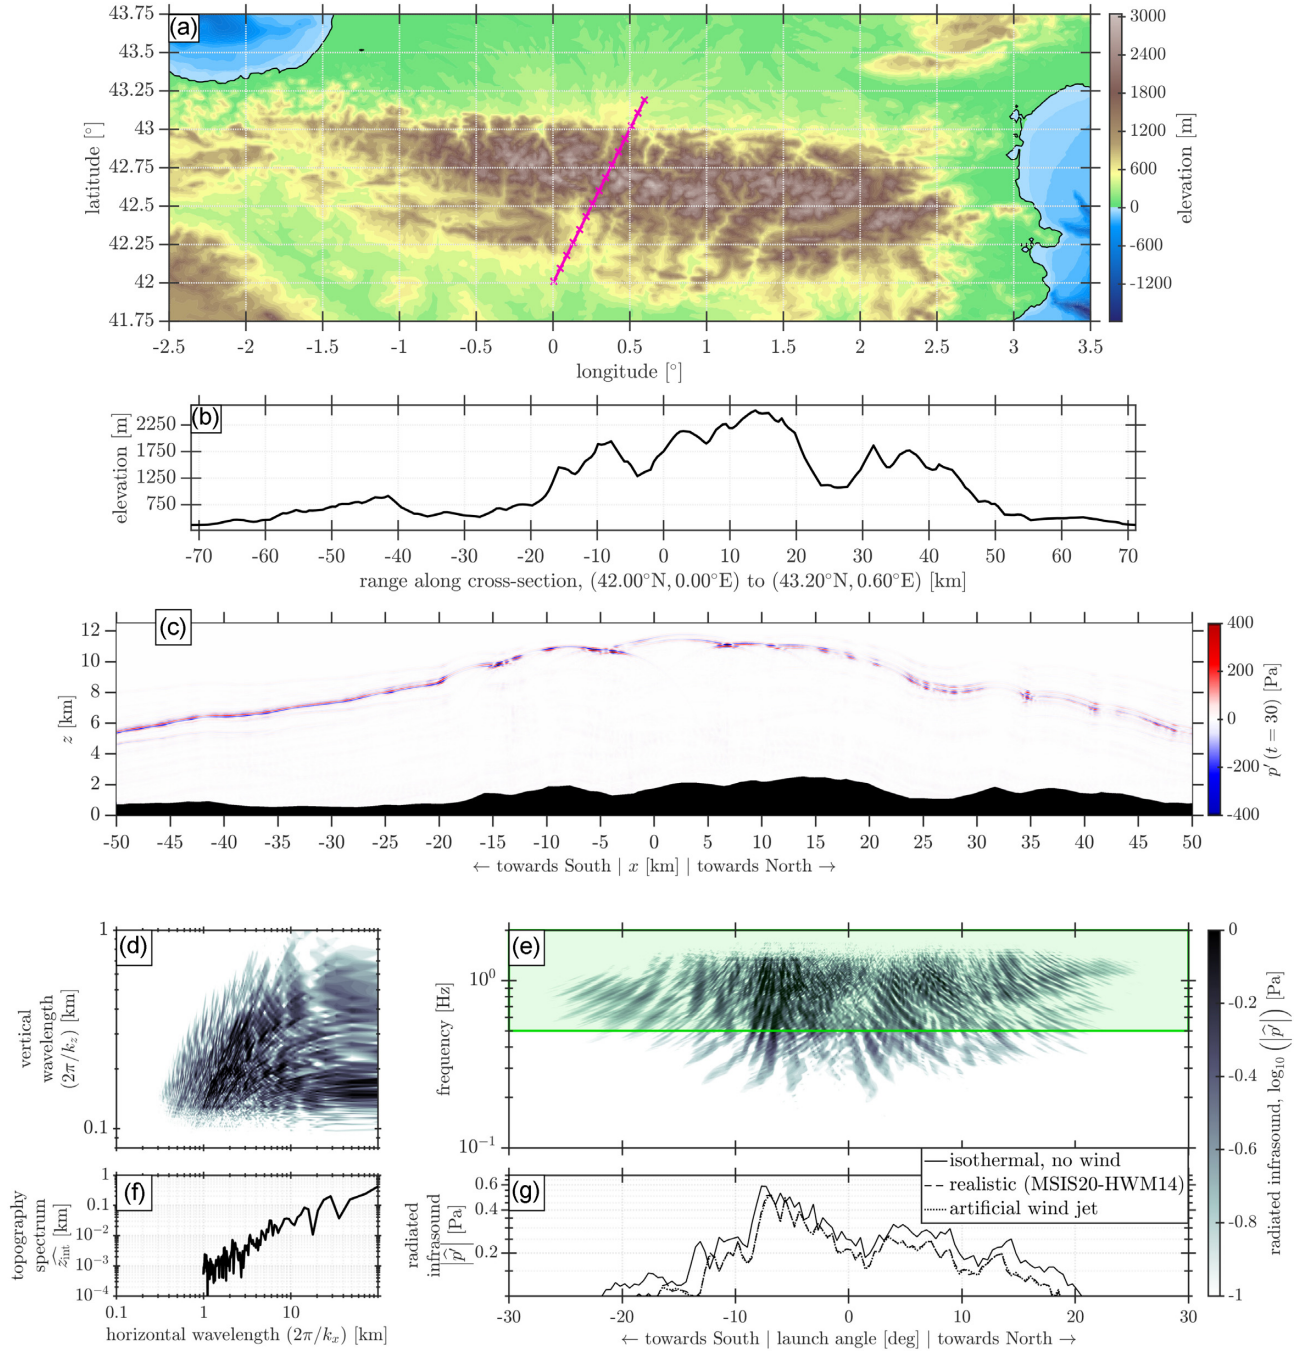 (a)
43.75
43.5
43.25
43
42.75
42.5
42.25
42
41.75
latitude [°]
-2.5 -2 -1.5 -1 -0.5 0 0.5 1 1.5 2 2.5 3 3.5
longitude [°]
3000
2400
1800
1200
600
0
-600
-1200
elevation [m]
(b)
2250
1750
1250
750
elevation [m]
-70 -60 -50 -40 -30 -20 -10 0 10 20 30 40 50 60 70
range along cross-section, (42.00°N, 0.00°E) to (43.20°N, 0.60°E) [km]
(c)
12
10
8
6
4
2
0
z [km]
-50 -45 -40 -35 -30 -25 -20 -15 -10 -5 0 5 10 15 20 25 30 35 40 45 50
← towards South | x [km] | towards North →
400
200
0
-200
-400
p′ (t = 30) [Pa]
(d)
1
0.1
vertical
wavelength
(2π/k_z) [km]
(e)
10⁰
10⁻¹
frequency [Hz]
0
-0.2
-0.4
-0.6
-0.8
-1
radiated infrasound, log₁₀ (|p̂′|) [Pa]
(f)
1
0.1
10⁻²
10⁻³
10⁻⁴
topography
spectrum
ẑ_int [km]
0.1 1 10
horizontal wavelength (2π/k_x) [km]
(g)
isothermal, no wind
realistic (MSIS20-HWM14)
artificial wind jet
0.6
0.4
0.2
radiated
infrasound
|p̂′| [Pa]
-30 -20 -10 0 10 20 30
← towards South | launch angle [deg] | towards North →